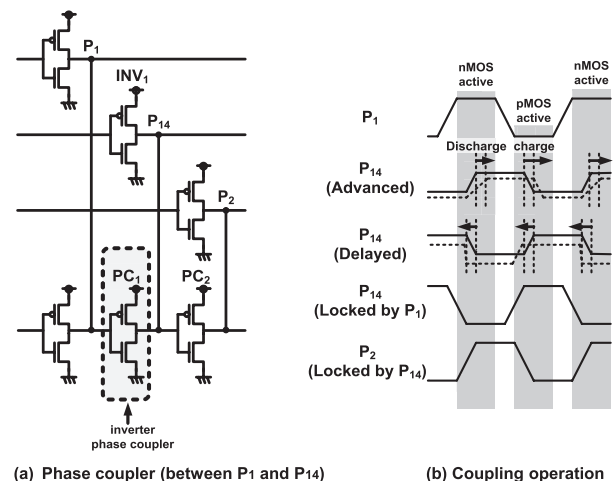 P1
INV1
P14
P2
PC1
PC2
inverter
phase coupler
(a) Phase coupler (between P1 and P14)
nMOS
active
pMOS
active
nMOS
active
P1
Discharge
charge
P14
(Advanced)
P14
(Delayed)
P14
(Locked by P1)
P2
(Locked by P14)
(b) Coupling operation